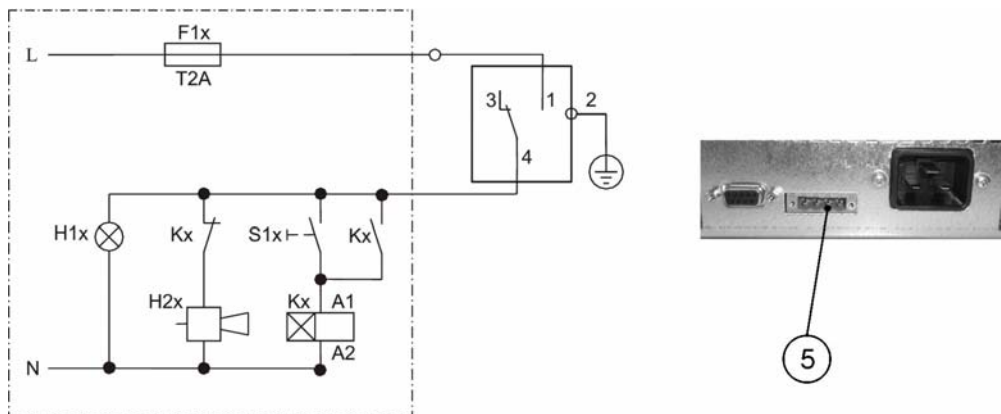 F1x
L
T2A
3 1 2
4
H1x Kx S1x Kx
H2x Kx A1
A2
N
5